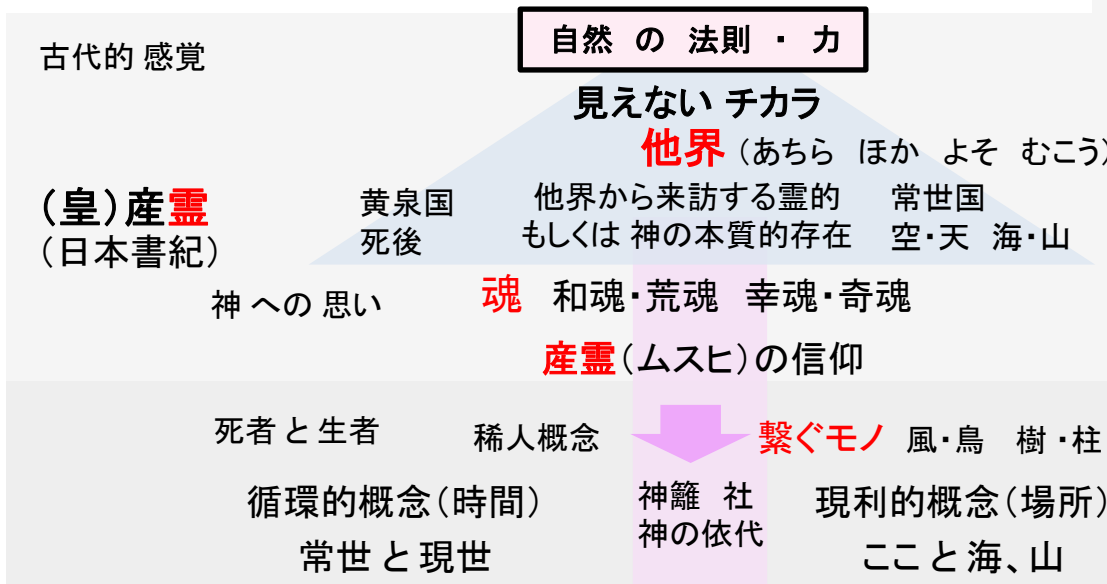 自然 の 法則 ・ 力
古代的 感覚
見えない チカラ
他界 (あちら ほか よそ むこう)
(皇)産霊
(日本書紀)
黄泉国
死後
他界から来訪する霊的
もしくは 神の本質的存在
常世国
空・天 海・山
神 への 思い
魂 和魂・荒魂 幸魂・奇魂
産霊(ムスヒ)の信仰
死者 と 生者
稀人概念
繋ぐモノ 風・鳥 樹・柱
循環的概念(時間)
神籬 社
神の依代
現利的概念(場所)
常世 と 現世
ここ と 海、山